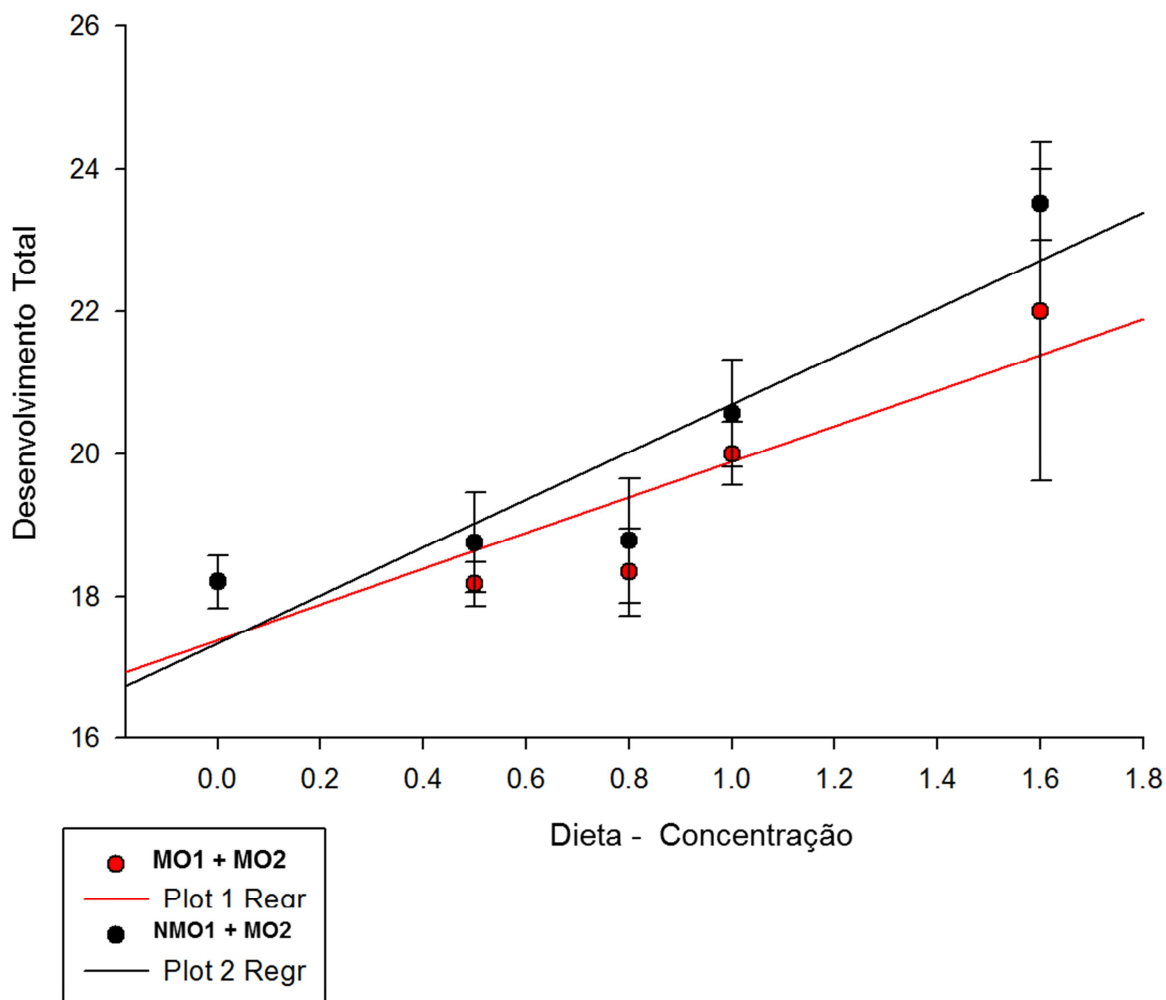 26
24
22
20
18
16
Desenvolvimento Total
0.0 0.2 0.4 0.6 0.8 1.0 1.2 1.4 1.6 1.8
Dieta - Concentração
MO1 + MO2
Plot 1 Regr
NMO1 + MO2
Plot 2 Regr